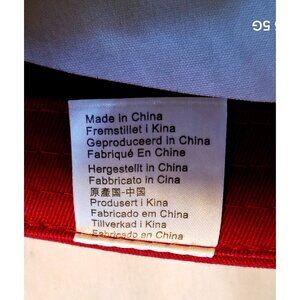 5G
Made in China
Fremstillet i Kina
Geproduceerd in China
Fabriqué En Chine
Hergestellt in China
Fabbricato in Cina
原產國-中国
Produsert i Kina
Fabricado em China
Tillverkad i Kina
Fabricado en China